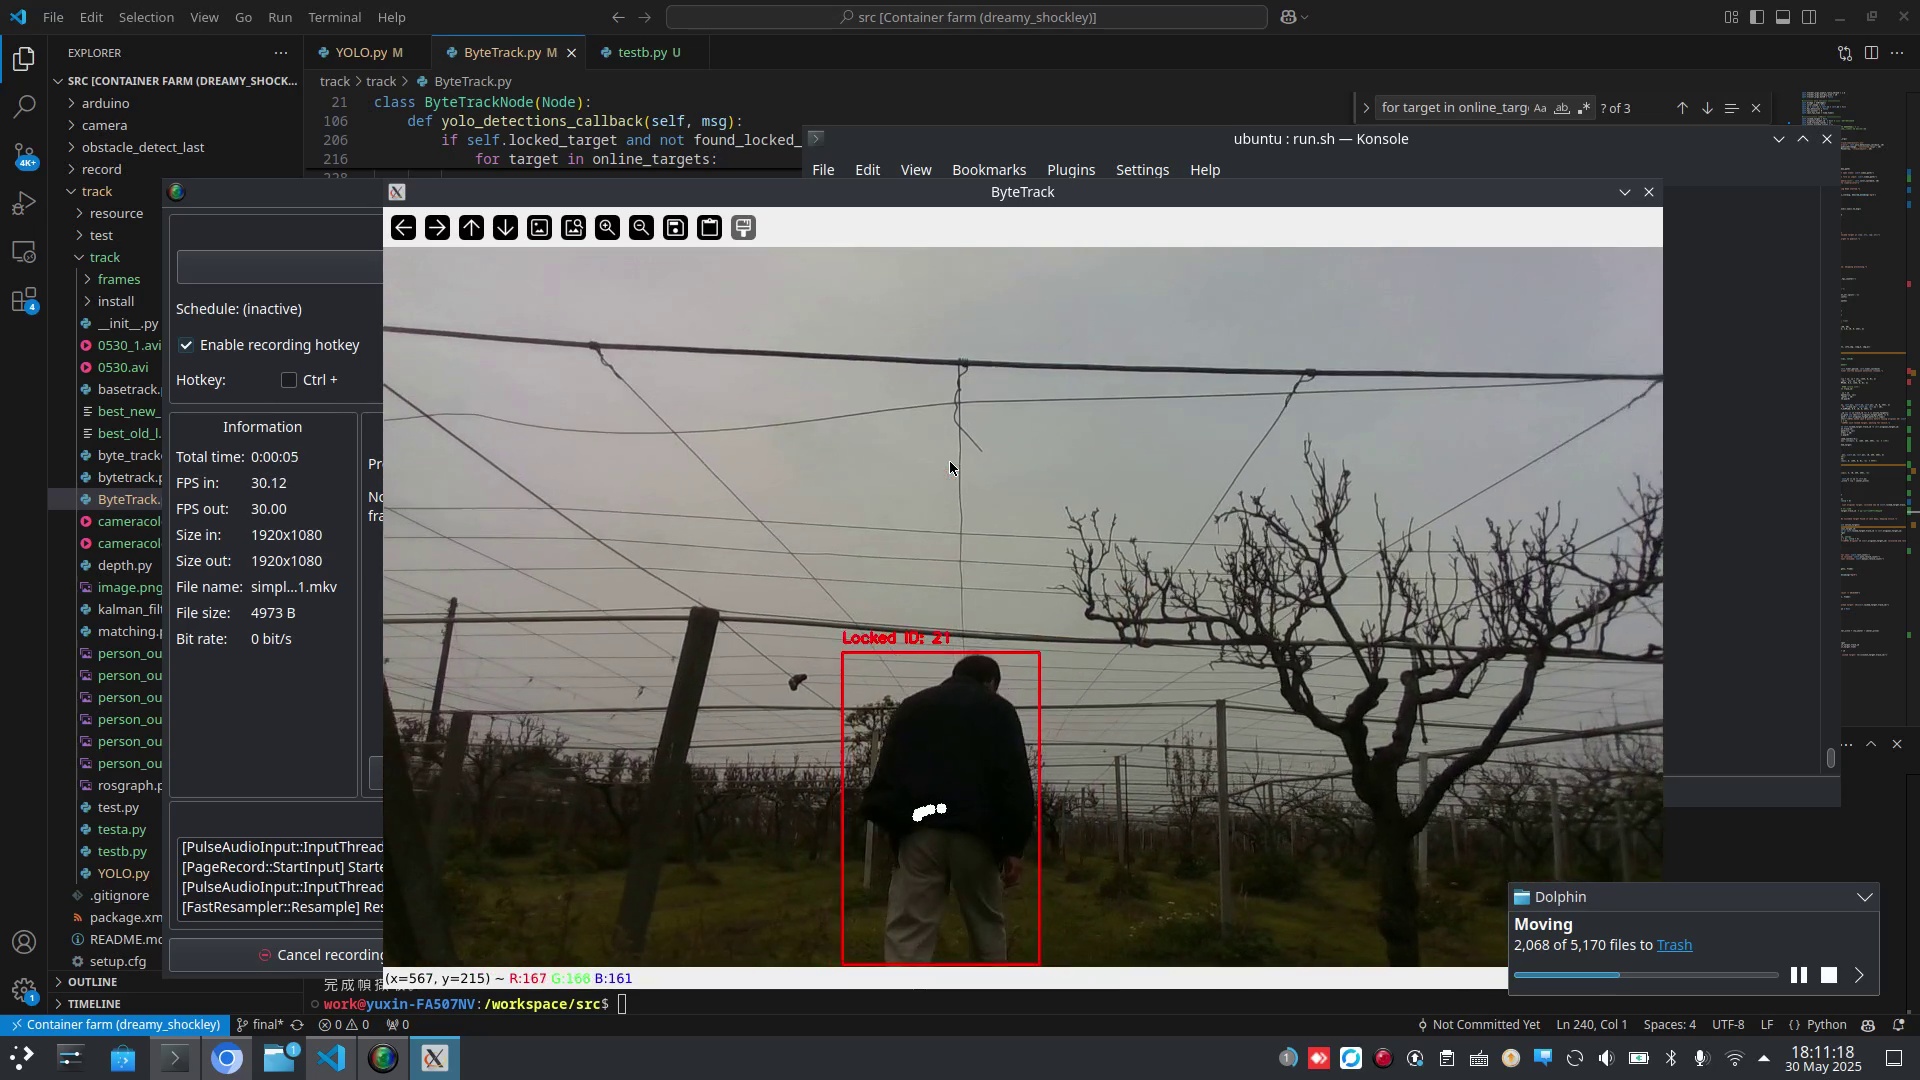 File Edit Selection View Go Run Terminal Help
src [Container farm (dreamy_shockley)]
EXPLORER
YOLO.py M
ByteTrack.py M
testb.py U
SRC [CONTAINER FARM (DREAMY_SHOCK...
track > track > ByteTrack.py
arduino
21 class ByteTrackNode(Node):
for target in online_targ
Aa ab .* ? of 3
camera
106 def yolo_detections_callback(self, msg):
obstacle_detect_last
206 if self.locked_target and not found_locked_
ubuntu : run.sh — Konsole
record
216 for target in online_targets:
File Edit View Bookmarks Plugins Settings Help
4K+
track
ByteTrack
resource
test
track
frames
install
Schedule: (inactive)
__init__.py
0530_1.avi
Enable recording hotkey
0530.avi
Hotkey: Ctrl +
basetrack.
best_new_
Information
best_old_l.
byte_track
Total time: 0:00:05
bytetrack.p
FPS in: 30.12
ByteTrack.
FPS out: 30.00
cameracol
Size in: 1920x1080
cameracol
Size out: 1920x1080
depth.py
File name: simpl...1.mkv
image.png
File size: 4973 B
kalman_filt
Bit rate: 0 bit/s
matching.p
person_ou
person_ou
person_ou
person_ou
person_ou
person_ou
rosgraph.p
test.py
testa.py
testb.py
YOLO.py
.gitignore
package.xm
README.md
setup.cfg
OUTLINE
TIMELINE
Pr
No
fra
Locked ID: 21
[PulseAudioInput::InputThread
[PageRecord::StartInput] Starte
[PulseAudioInput::InputThread
[FastResampler::Resample] Res
Cancel recording
(x=567, y=215) ~ R:167 G:166 B:161
work@yuxin-FA507NV:/workspace/src$
Dolphin
Moving
2,068 of 5,170 files to Trash
Container farm (dreamy_shockley) final* 0 0 0
Not Committed Yet Ln 240, Col 1 Spaces: 4 UTF-8 LF {} Python
18:11:18
30 May 2025